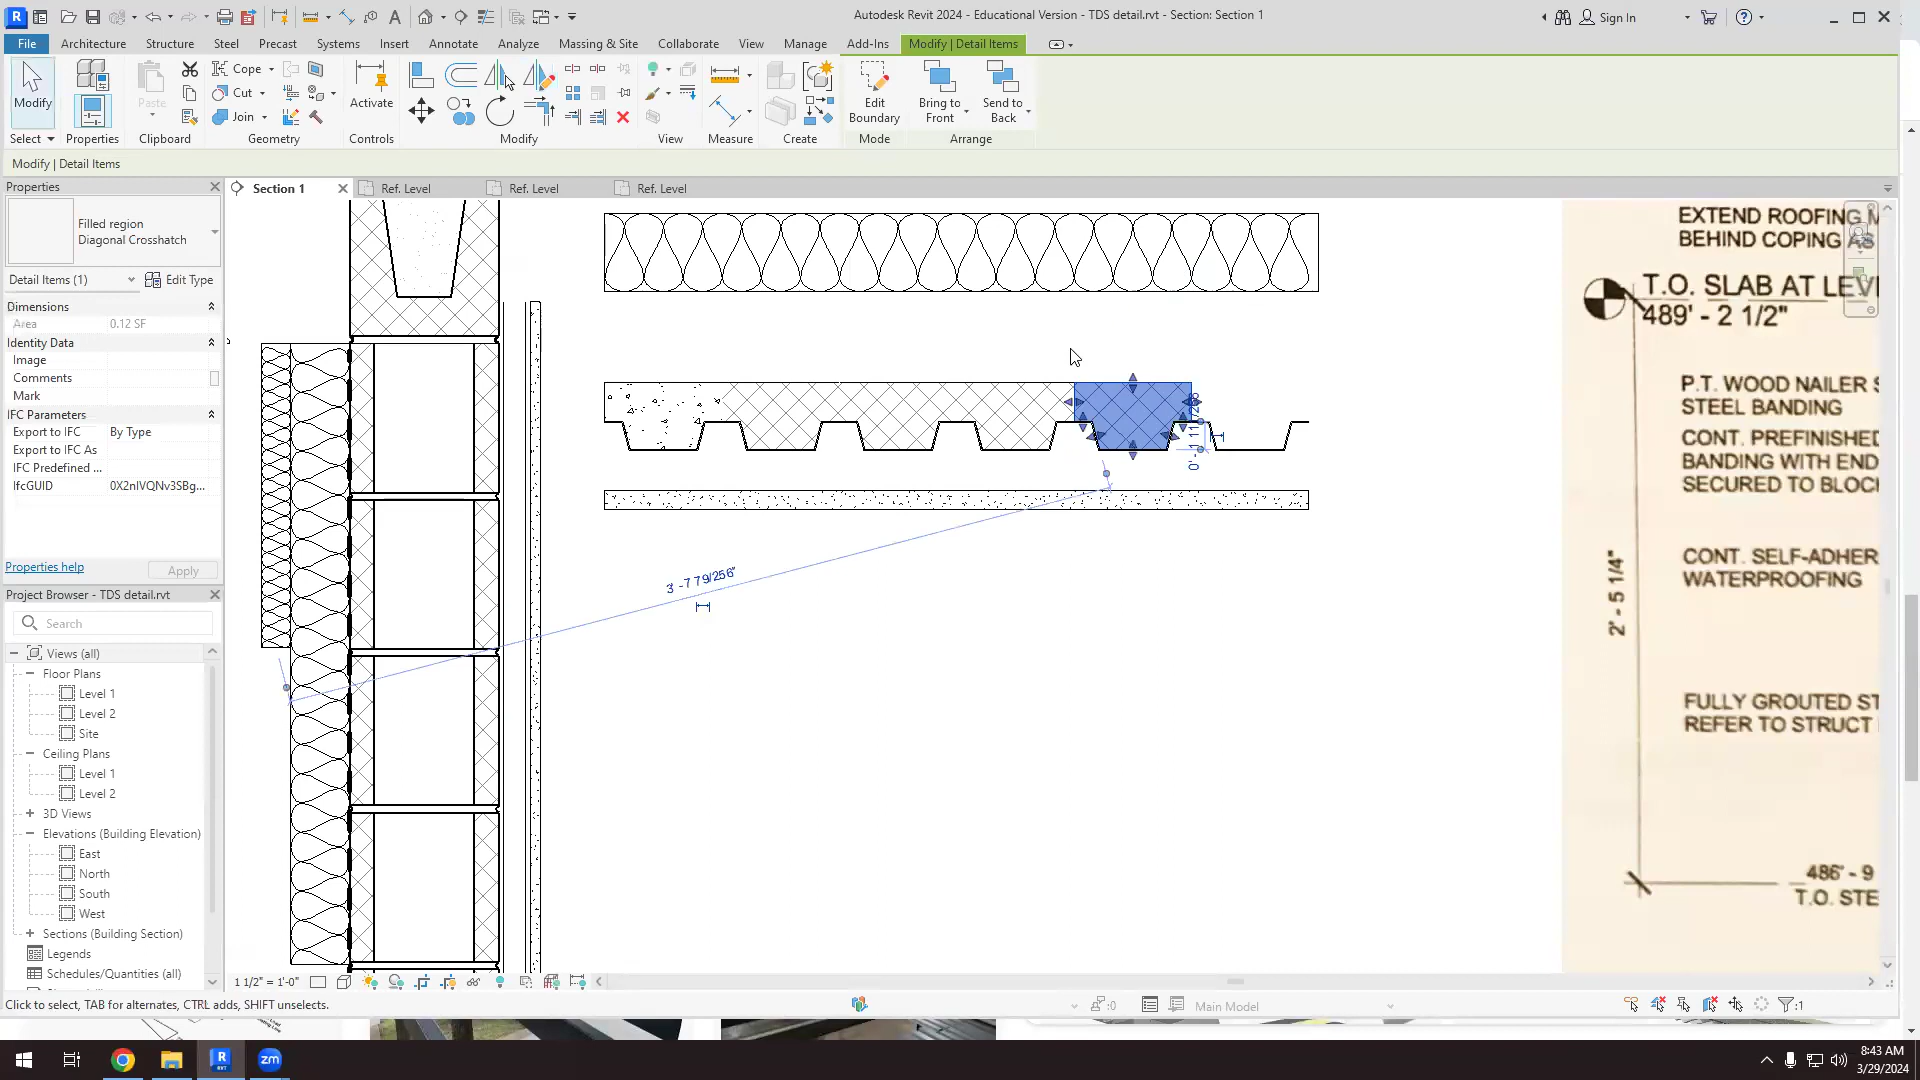 Autodesk Revit 2024 - Educational Version - TDS detail.rvt - Section: Section 1
Sign In
File
Architecture
Structure
Steel
Precast
Systems
Insert
Annotate
Analyze
Massing & Site
Collaborate
View
Manage
Add-Ins
Modify | Detail Items
Modify
Paste
Cope
Cut
Join
Activate
Edit
Boundary
Bring to
Front
Send to
Back
Select
Properties
Clipboard
Geometry
Controls
Modify
View
Measure
Create
Mode
Arrange
Modify | Detail Items
Properties
Section 1
Ref. Level
Ref. Level
Ref. Level
Filled region
Diagonal Crosshatch
Detail Items (1)
Edit Type
Dimensions
Area 0.12 SF
Identity Data
Image
Comments
Mark
IFC Parameters
Export to IFC By Type
Export to IFC As
IFC Predefined ...
IfcGUID 0X2nIVQNv3SBg...
Properties help
Apply
Project Browser - TDS detail.rvt
Search
Views (all)
Floor Plans
Level 1
Level 2
Site
Ceiling Plans
Level 1
Level 2
3D Views
Elevations (Building Elevation)
East
North
South
West
Sections (Building Section)
Legends
Schedules/Quantities (all)
3' - 7 79/256"
EXTEND ROOFING M
BEHIND COPING AS
T.O. SLAB AT LEVE
489' - 2 1/2"
P.T. WOOD NAILER S
STEEL BANDING
CONT. PREFINISHED
BANDING WITH END
SECURED TO BLOCK
CONT. SELF-ADHER
WATERPROOFING
2' - 5 1/4"
FULLY GROUTED ST
REFER TO STRUCT
486' - 9
T.O. STE
1 1/2" = 1'-0"
Click to select, TAB for alternates, CTRL adds, SHIFT unselects.
:0
Main Model
:1
zm
8:43 AM
3/29/2024